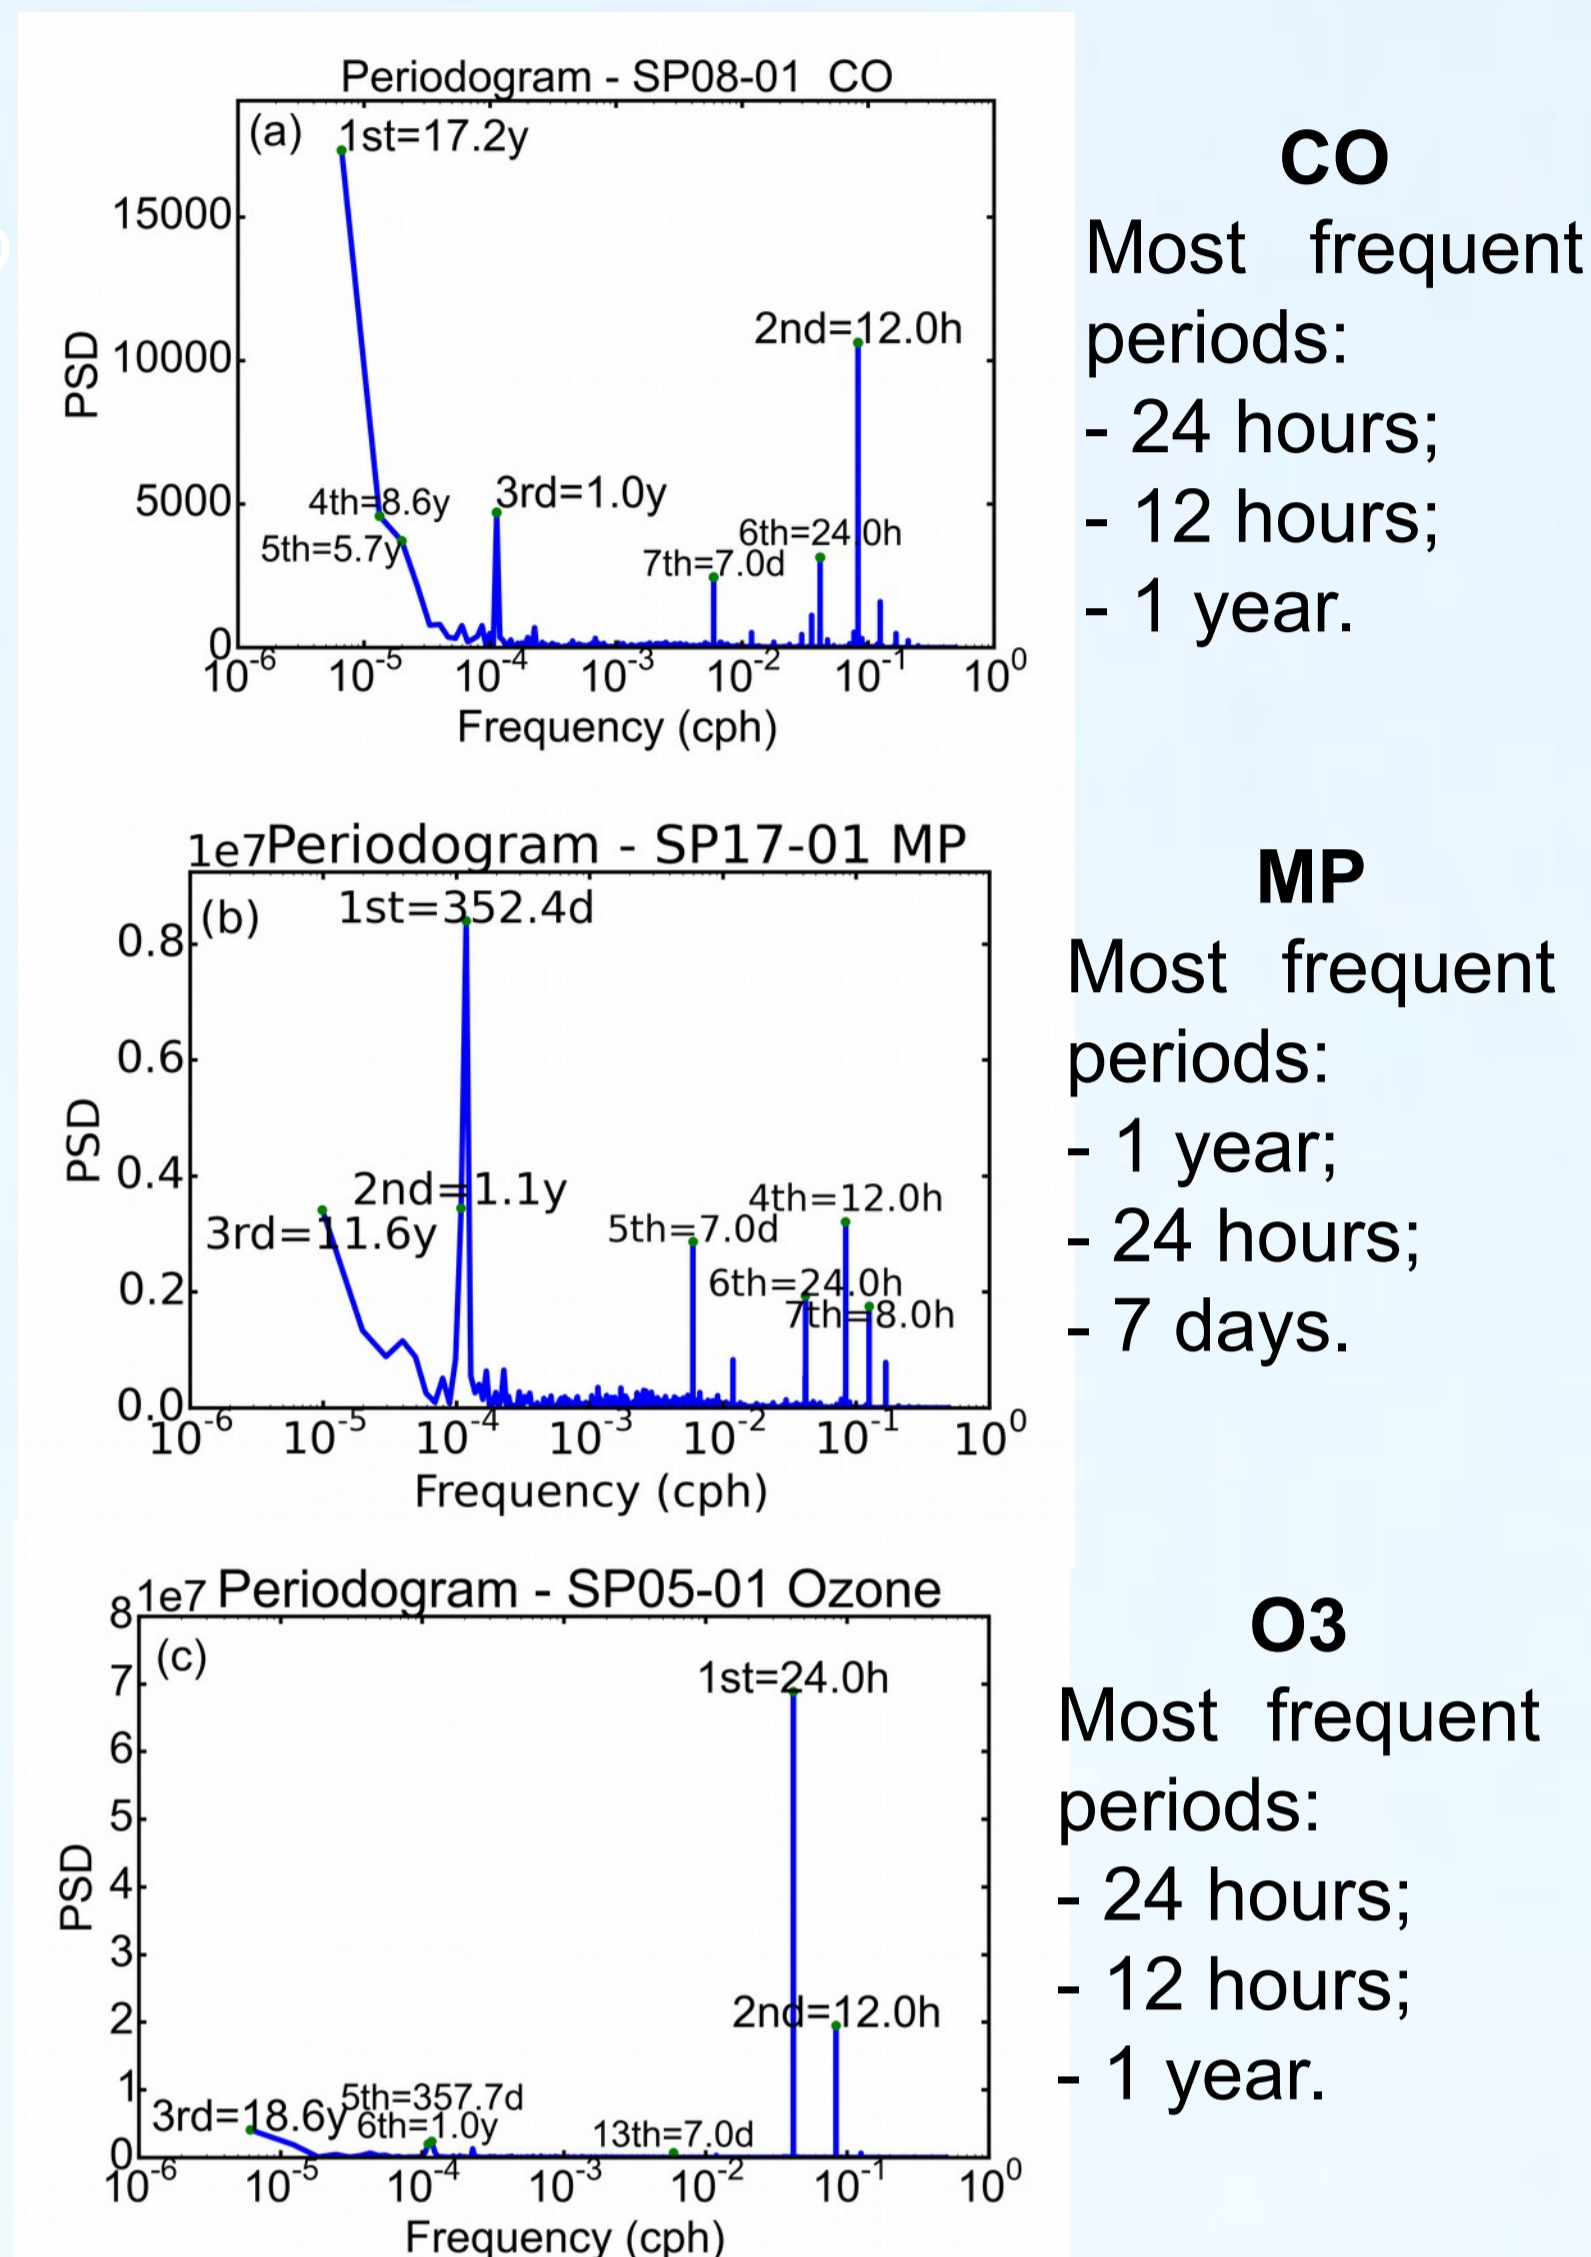 Periodogram - SP08-01 CO
(a)
1st=17.2y
15000
2nd=12.0h
10000
PSD
5000
4th=8.6y
3rd=1.0y
5th=5.7y
6th=24.0h
7th=7.0d
0
10^-6 10^-5 10^-4 10^-3 10^-2 10^-1 10^0
Frequency (cph)
CO
Most frequent
periods:
- 24 hours;
- 12 hours;
- 1 year.
1e7
Periodogram - SP17-01 MP
(b)
1st=352.4d
0.8
0.6
PSD
0.4
2nd=1.1y
4th=12.0h
3rd=11.6y
5th=7.0d
6th=24.0h
0.2
7th=8.0h
0.0
10^-6 10^-5 10^-4 10^-3 10^-2 10^-1 10^0
Frequency (cph)
MP
Most frequent
periods:
- 1 year;
- 24 hours;
- 7 days.
1e7
Periodogram - SP05-01 Ozone
8
(c)
7
1st=24.0h
6
5
PSD
4
3
2
2nd=12.0h
1
5th=357.7d
3rd=18.6y
6th=1.0y
13th=7.0d
0
10^-6 10^-5 10^-4 10^-3 10^-2 10^-1 10^0
Frequency (cph)
O3
Most frequent
periods:
- 24 hours;
- 12 hours;
- 1 year.